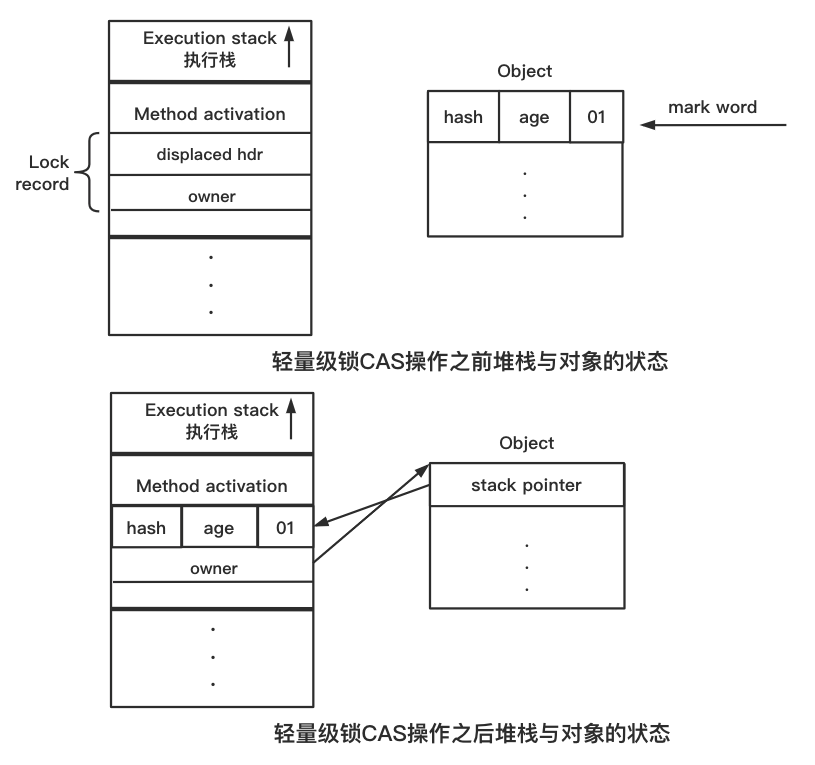 Execution stack
执行栈
Method activation
Lock
record
displaced hdr
owner
Object
hash age 01
mark word
轻量级锁CAS操作之前堆栈与对象的状态
Execution stack
执行栈
Method activation
hash age 01
owner
Object
stack pointer
轻量级锁CAS操作之后堆栈与对象的状态